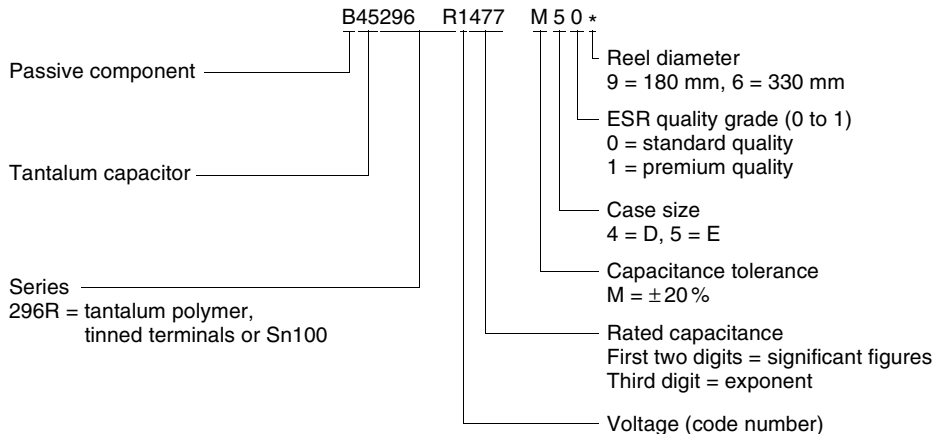 B45296 R1477 M 5 0 *
Passive component
Tantalum capacitor
Series
296R = tantalum polymer,
tinned terminals or Sn100
Reel diameter
9 = 180 mm, 6 = 330 mm
ESR quality grade (0 to 1)
0 = standard quality
1 = premium quality
Case size
4 = D, 5 = E
Capacitance tolerance
M = ±20%
Rated capacitance
First two digits = significant figures
Third digit = exponent
Voltage (code number)